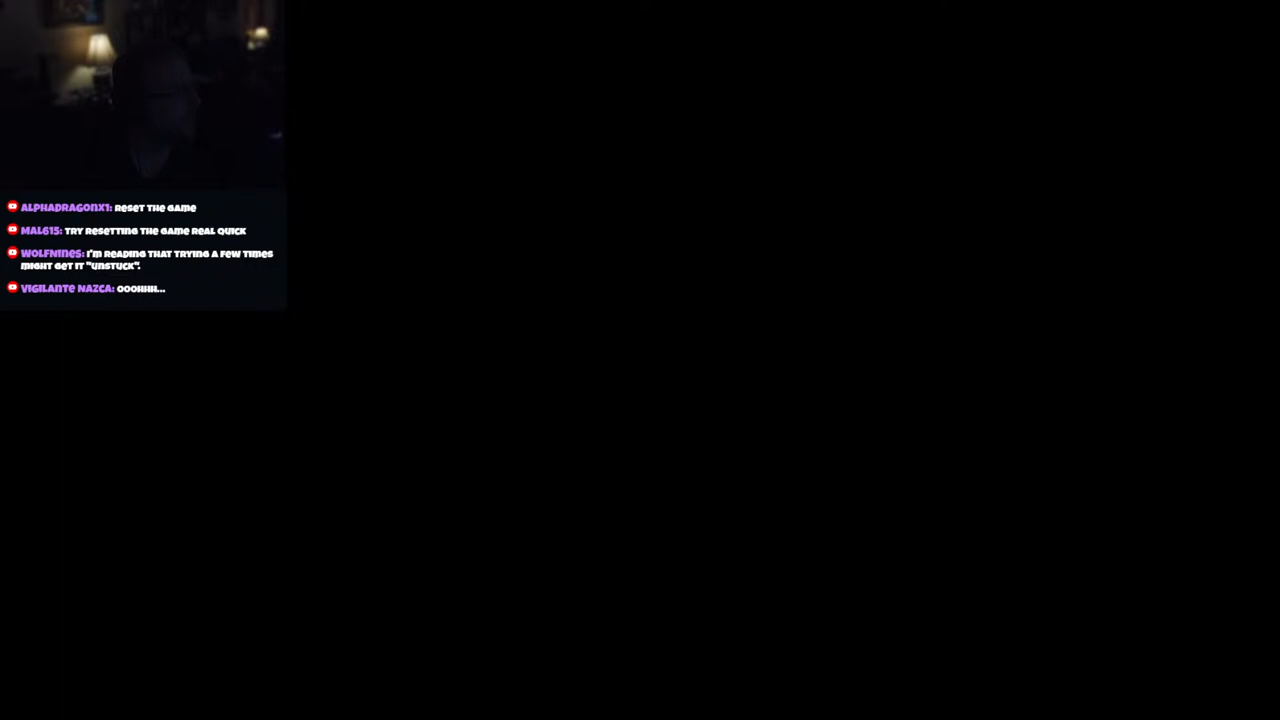 ALPHADRAGONX1: RESET THE GAME
MAL615: TRY RESETTING THE GAME REAL QUICK
WOLFN1NES: I'M READING THAT TRYING A FEW TIMES
MIGHT GET IT "UNSTUCK".
VIGILANTE NAZCA: OOOHHH...